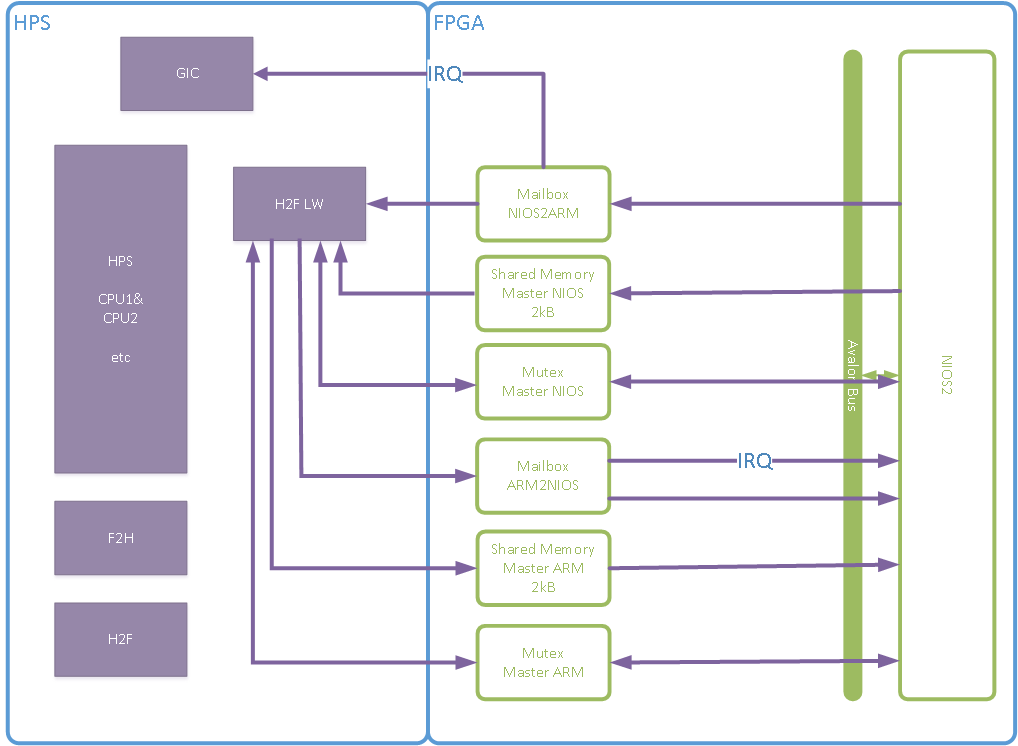 HPS
FPGA
GIC
IRQ
HPS
CPU1&
CPU2
etc
H2F LW
F2H
H2F
Mailbox
NIOS2ARM
Shared Memory
Master NIOS
2kB
Mutex
Master NIOS
Mailbox
ARM2NIOS
IRQ
Shared Memory
Master ARM
2kB
Mutex
Master ARM
Avalon Bus
NIOS2